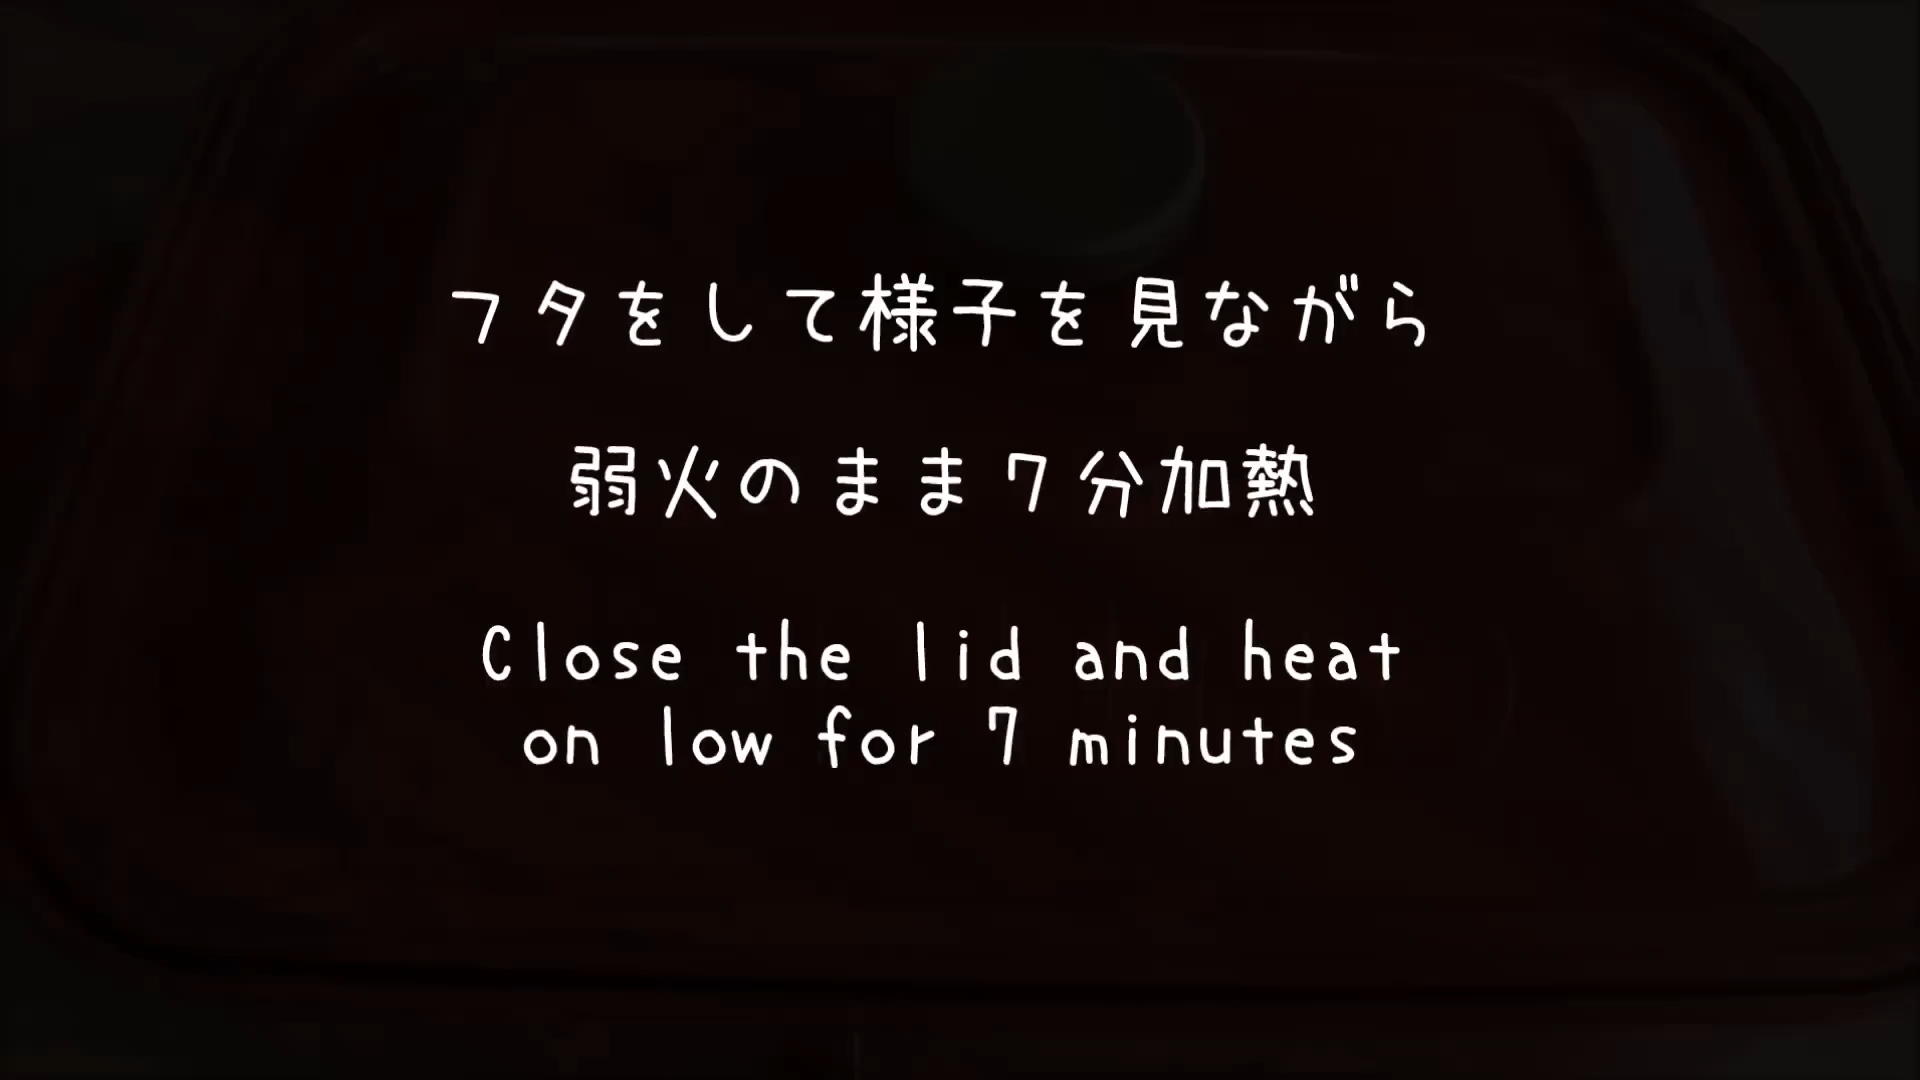 フタをして様子を見ながら
弱火のまま7分加熱
Close the lid and heat
on low for 7 minutes